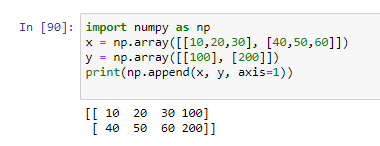 In [90]: import numpy as np
x = np.array([[10,20,30], [40,50,60]])
y = np.array([[100], [200]])
print(np.append(x, y, axis=1))
[[ 10  20  30 100]
 [ 40  50  60 200]]